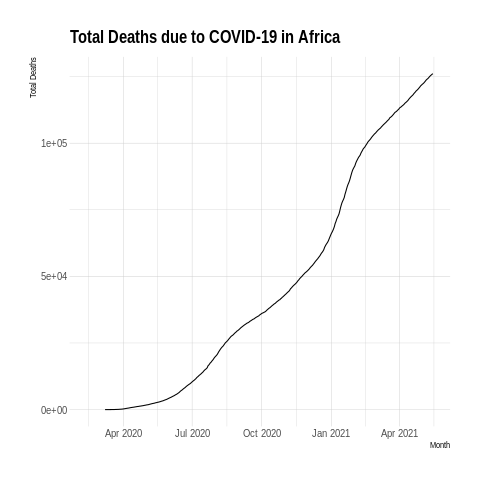 Total Deaths due to COVID-19 in Africa
Total Deaths
1e+05
5e+04
0e+00
Apr 2020 Jul 2020 Oct 2020 Jan 2021 Apr 2021
Month